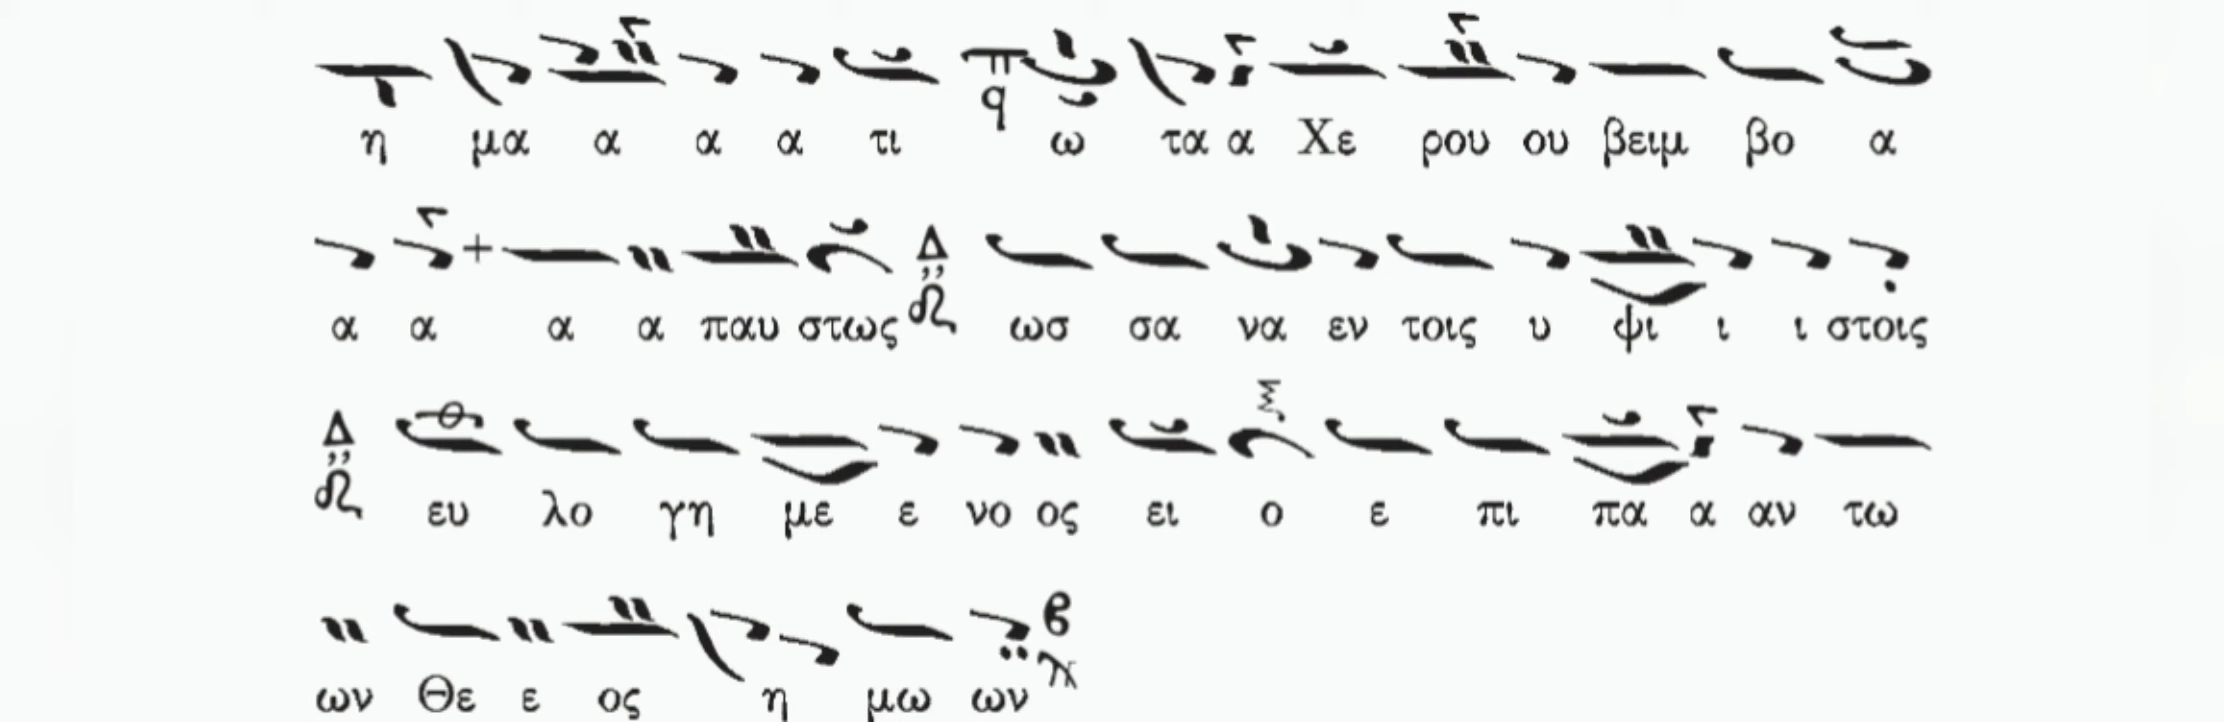 η μα α α α τι ω τα α Χε ρου ου βειμ βο α
α α α α παυ στως ωσ σα να εν τοις υ ψι ι ι στοις
ευ λο γη με ε νο ος ει ο ε πι πα α αν τω
ων Θε ε ος η μω ων